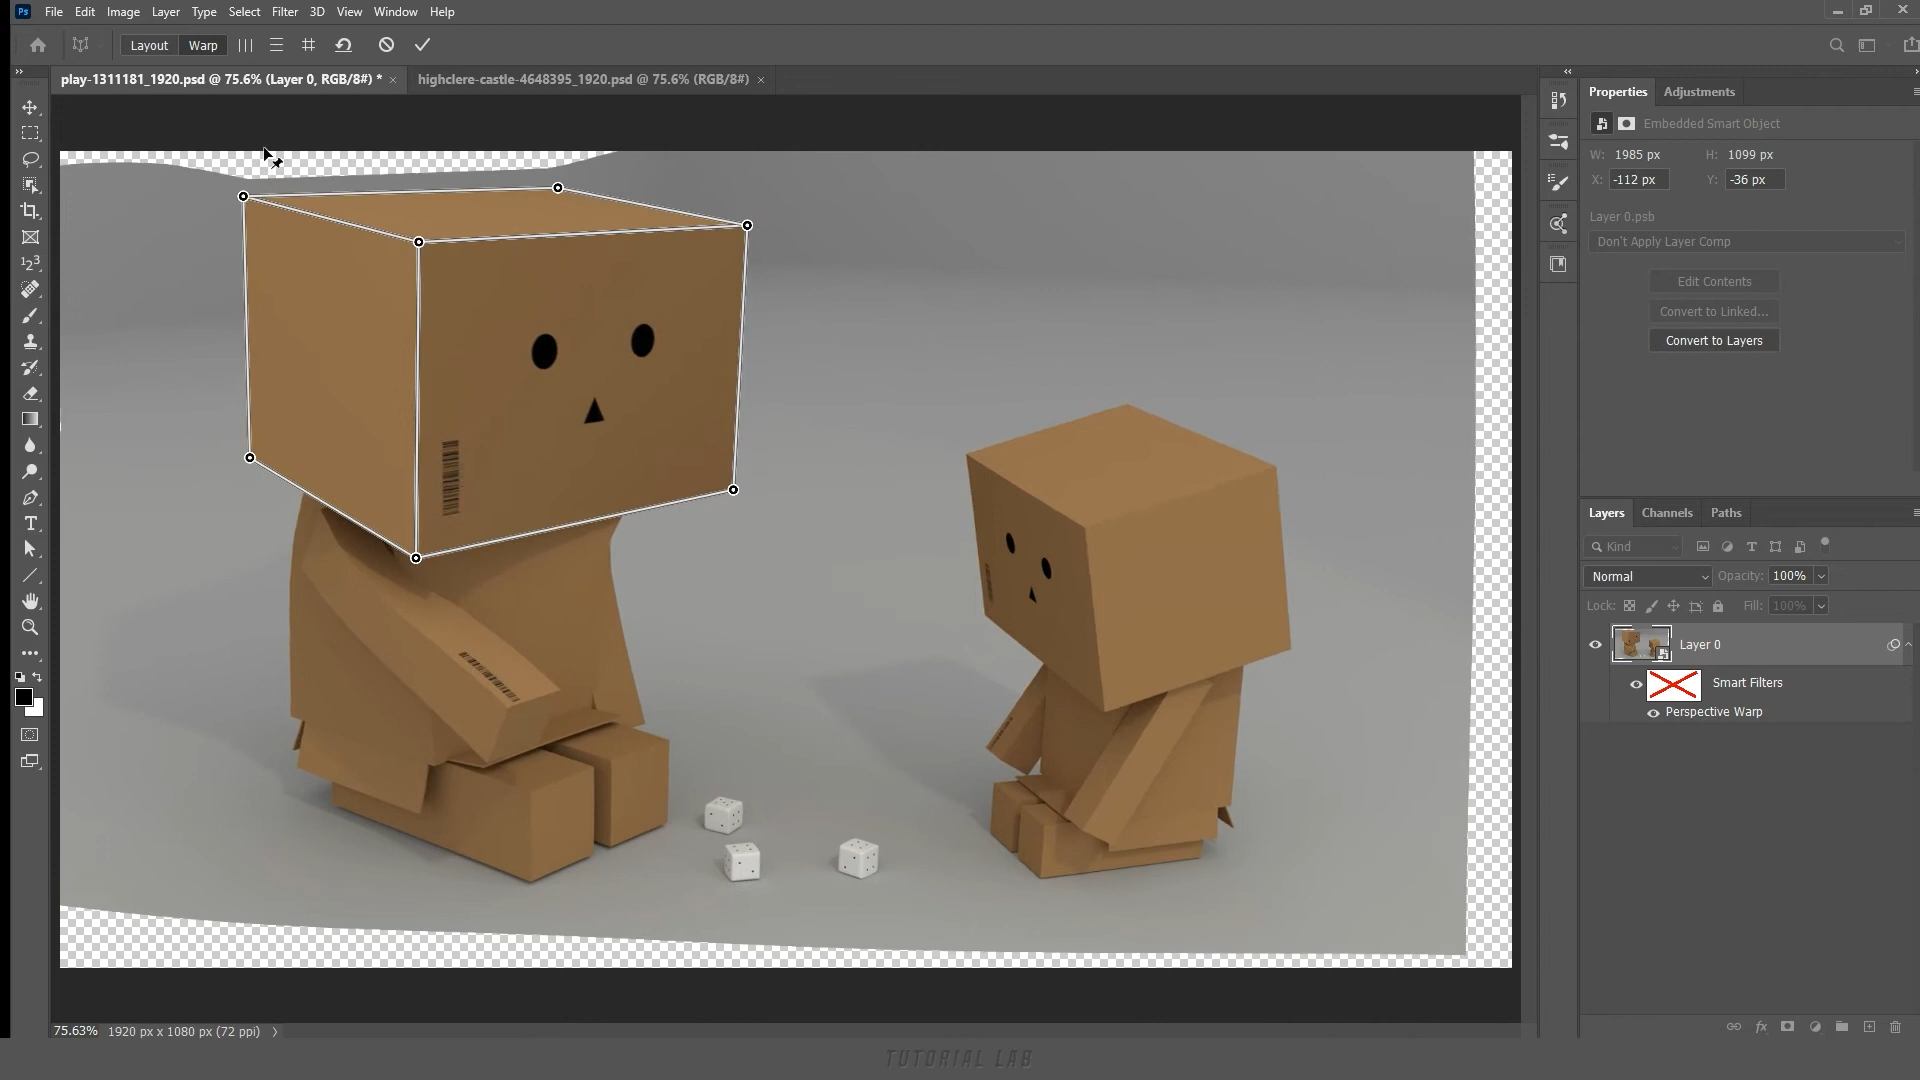 Ps File Edit Image Layer Type Select Filter 3D View Window Help
Layout Warp
play-1311181_1920.psd @ 75.6% (Layer 0, RGB/8#) * × highclere-castle-4648395_1920.psd @ 75.6% (RGB/8#) ×
Properties Adjustments
Embedded Smart Object
W: 1985 px H: 1099 px
X: -112 px Y: -36 px
Layer 0.psb
Don't Apply Layer Comp
Edit Contents
Convert to Linked...
Convert to Layers
Layers Channels Paths
Kind
Normal Opacity: 100%
Lock: Fill: 100%
Layer 0
Smart Filters
Perspective Warp
75.63% 1920 px x 1080 px (72 ppi)
TUTORIAL LAB